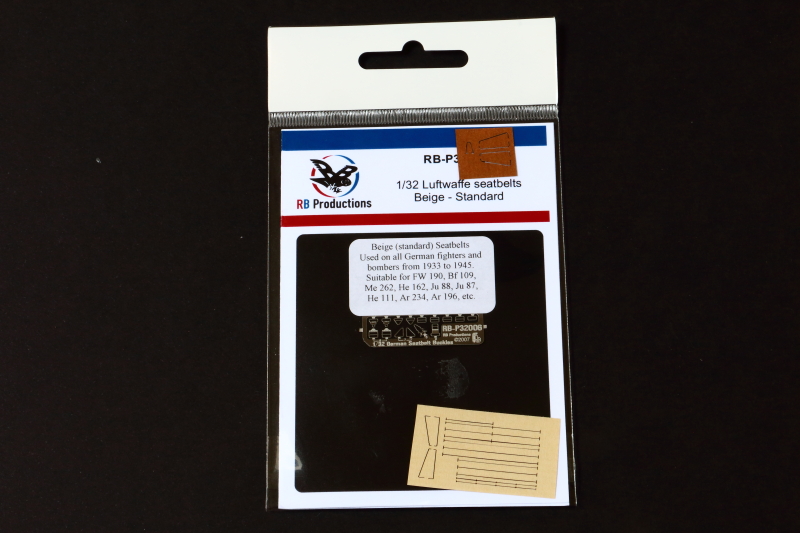 RB-P3
1/32 Luftwaffe seatbelts
Beige - Standard
RB Productions
Beige (standard) Seatbelts
Used on all German fighters and
bombers from 1933 to 1945.
Suitable for FW 190, Bf 109,
Me 262, He 162, Ju 88, Ju 87,
He 111, Ar 234, Ar 196, etc.
RB-P32006
RB Productions
1/32 German Seatbelt Buckles ©2007